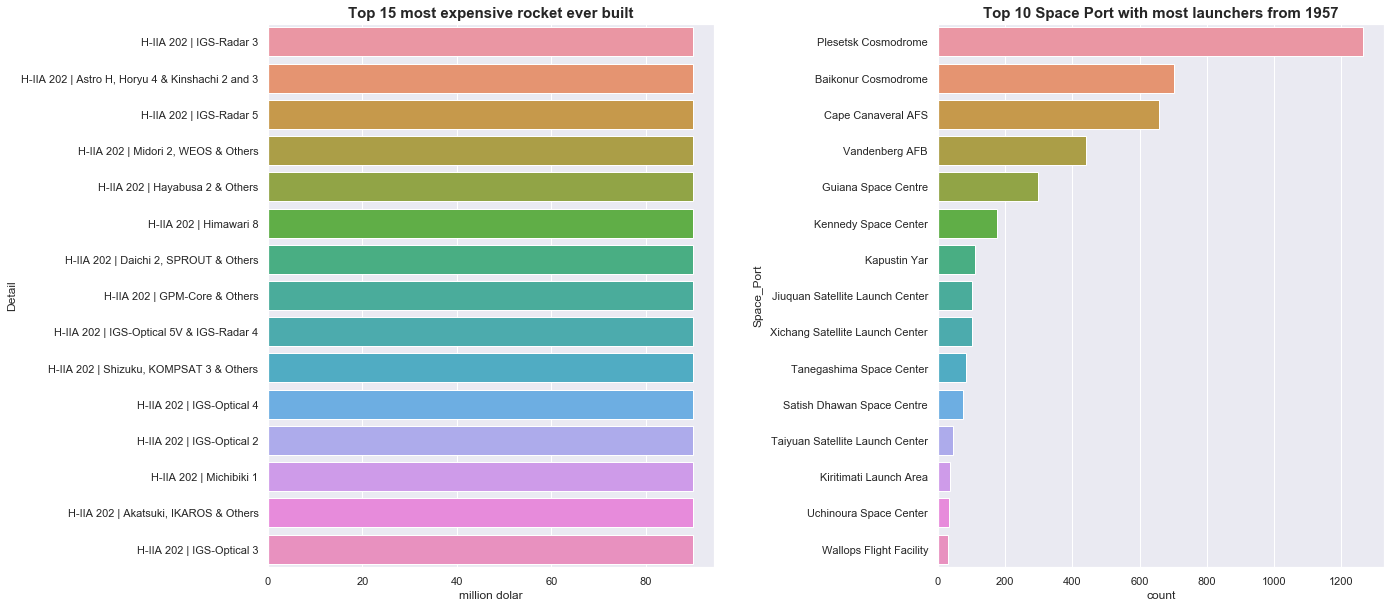 Top 15 most expensive rocket ever built
H-IIA 202 | IGS-Radar 3
H-IIA 202 | Astro H, Horyu 4 & Kinshachi 2 and 3
H-IIA 202 | IGS-Radar 5
H-IIA 202 | Midori 2, WEOS & Others
H-IIA 202 | Hayabusa 2 & Others
H-IIA 202 | Himawari 8
H-IIA 202 | Daichi 2, SPROUT & Others
H-IIA 202 | GPM-Core & Others
H-IIA 202 | IGS-Optical 5V & IGS-Radar 4
H-IIA 202 | Shizuku, KOMPSAT 3 & Others
H-IIA 202 | IGS-Optical 4
H-IIA 202 | IGS-Optical 2
H-IIA 202 | Michibiki 1
H-IIA 202 | Akatsuki, IKAROS & Others
H-IIA 202 | IGS-Optical 3
Detail
0 20 40 60 80
million dolar
Top 10 Space Port with most launchers from 1957
Plesetsk Cosmodrome
Baikonur Cosmodrome
Cape Canaveral AFS
Vandenberg AFB
Guiana Space Centre
Kennedy Space Center
Kapustin Yar
Jiuquan Satellite Launch Center
Xichang Satellite Launch Center
Tanegashima Space Center
Satish Dhawan Space Centre
Taiyuan Satellite Launch Center
Kiritimati Launch Area
Uchinoura Space Center
Wallops Flight Facility
Space_Port
0 200 400 600 800 1000 1200
count